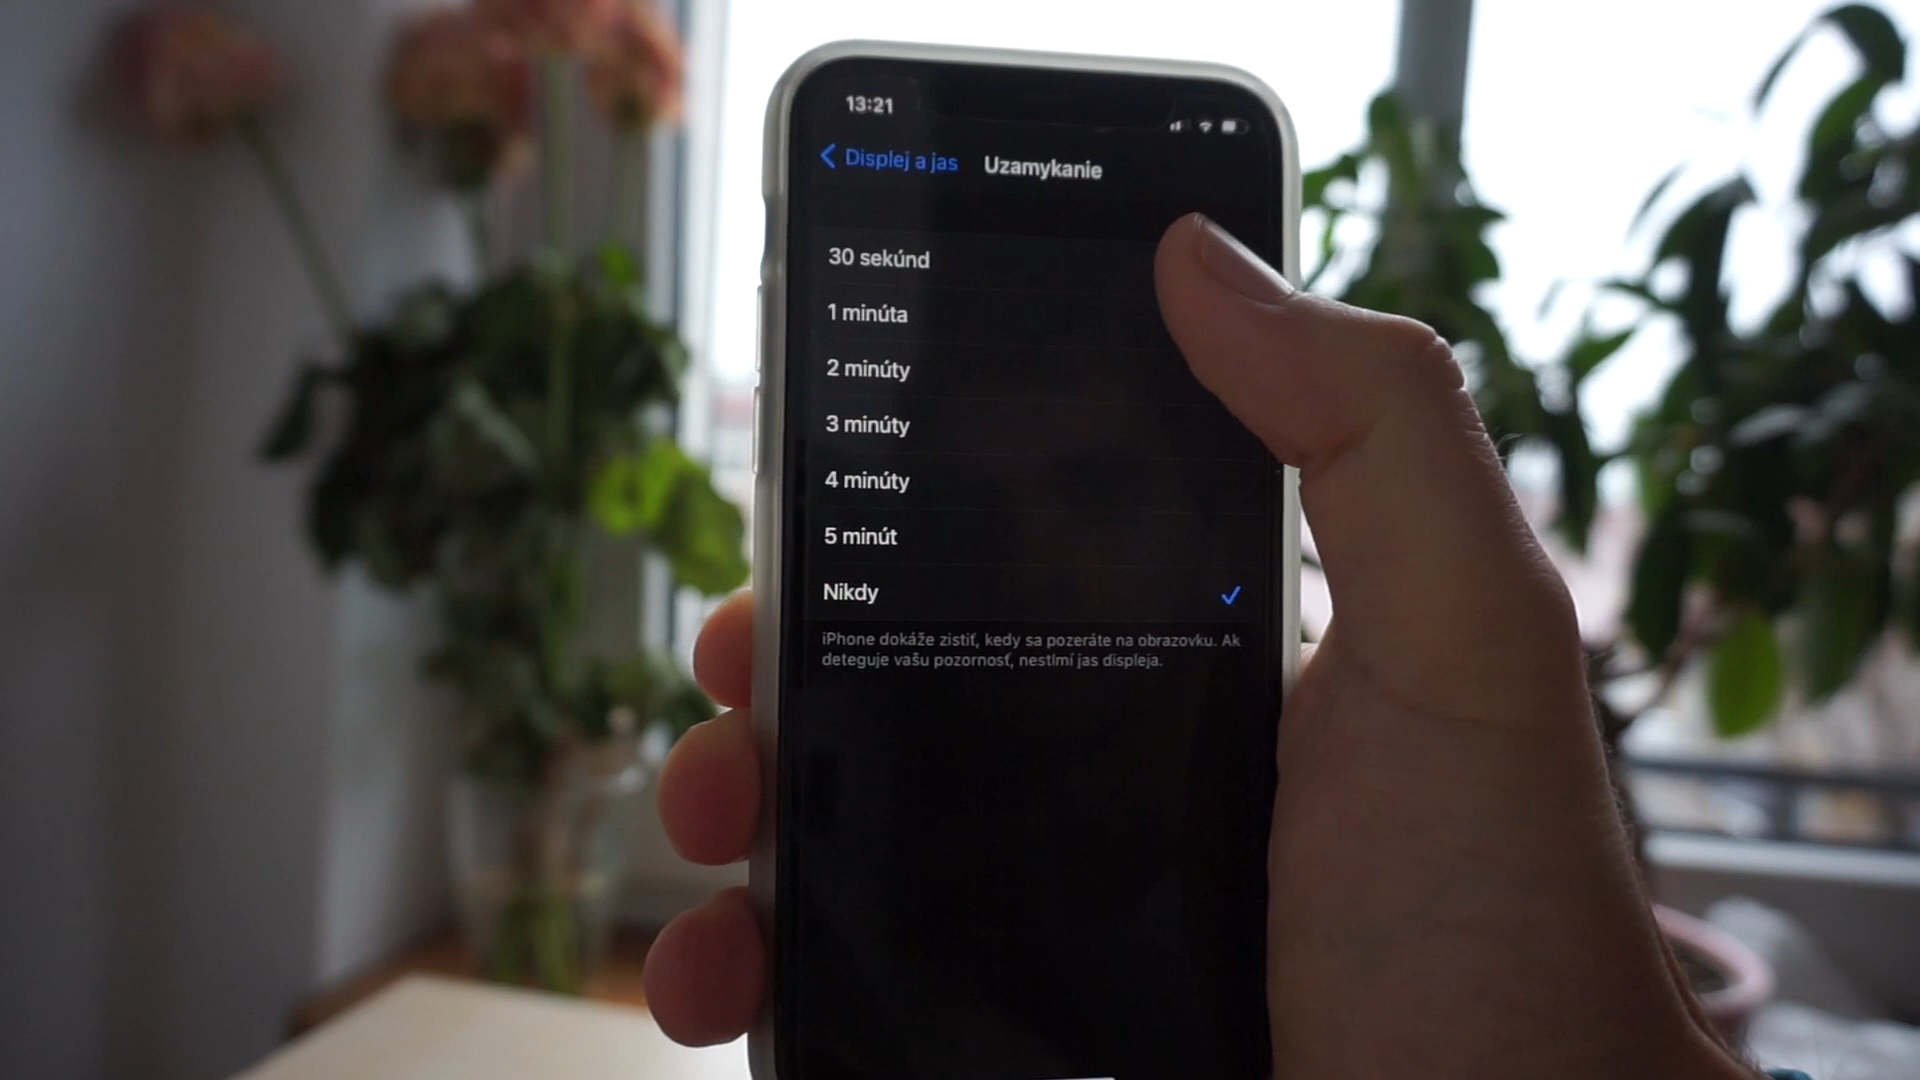 13:21
Displej a jas
Uzamykanie
30 sekúnd
1 minúta
2 minúty
3 minúty
4 minúty
5 minút
Nikdy
iPhone dokáže zistiť, kedy sa pozeráte na obrazovku. Ak
deteguje vašu pozornosť, nestlmí jas displeja.